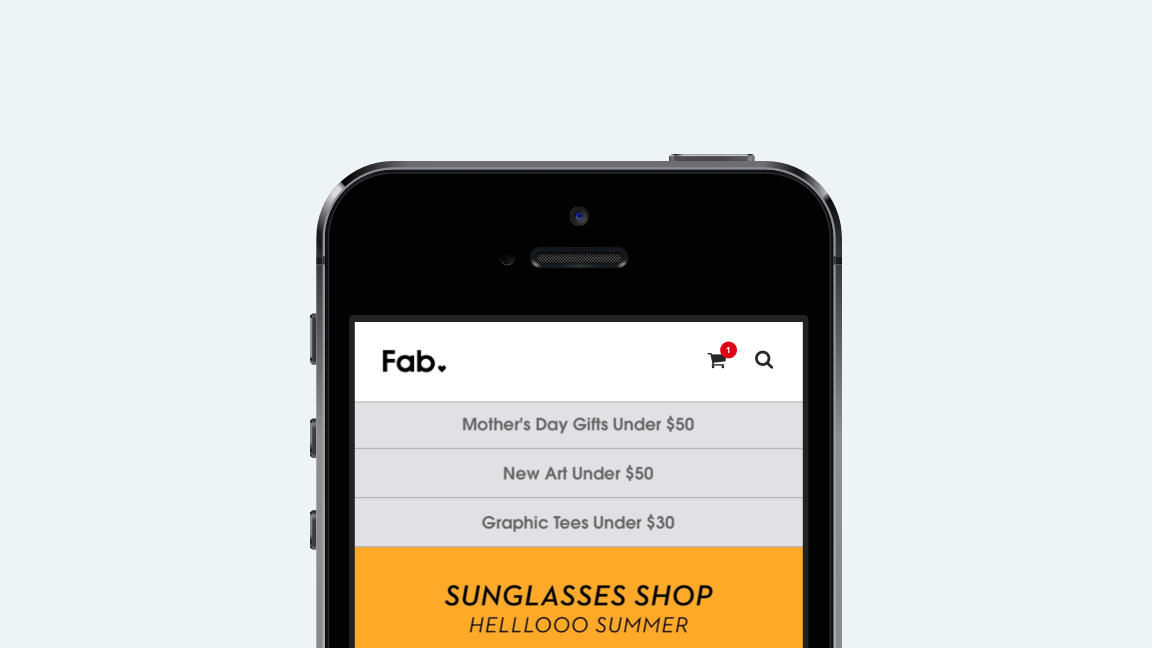 Fab.
1
Mother's Day Gifts Under $50
New Art Under $50
Graphic Tees Under $30
SUNGLASSES SHOP
HELLLOOO SUMMER